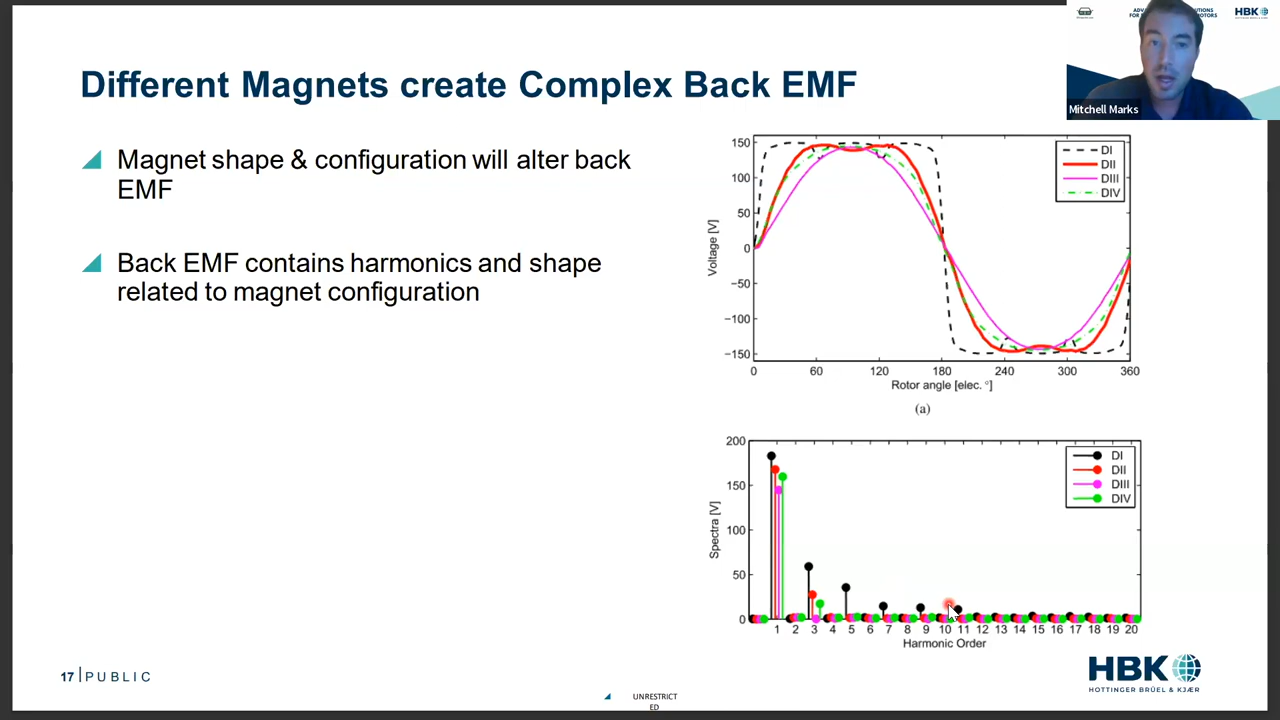 Different Magnets create Complex Back EMF
Magnet shape & configuration will alter back
EMF
Back EMF contains harmonics and shape
related to magnet configuration
HBK
HOTTINGER BRÜEL & KJÆR
Mitchell Marks
150
100
50
0
−50
−100
−150
Voltage [V]
DI
DII
DIII
DIV
0 60 120 180 240 300 360
Rotor angle [elec. °]
(a)
200
150
100
50
0
Spectra [V]
DI
DII
DIII
DIV
1 2 3 4 5 6 7 8 9 10 11 12 13 14 15 16 17 18 19 20
Harmonic Order
17 | PUBLIC
UNRESTRICT
ED
HBK
HOTTINGER BRÜEL & KJÆR